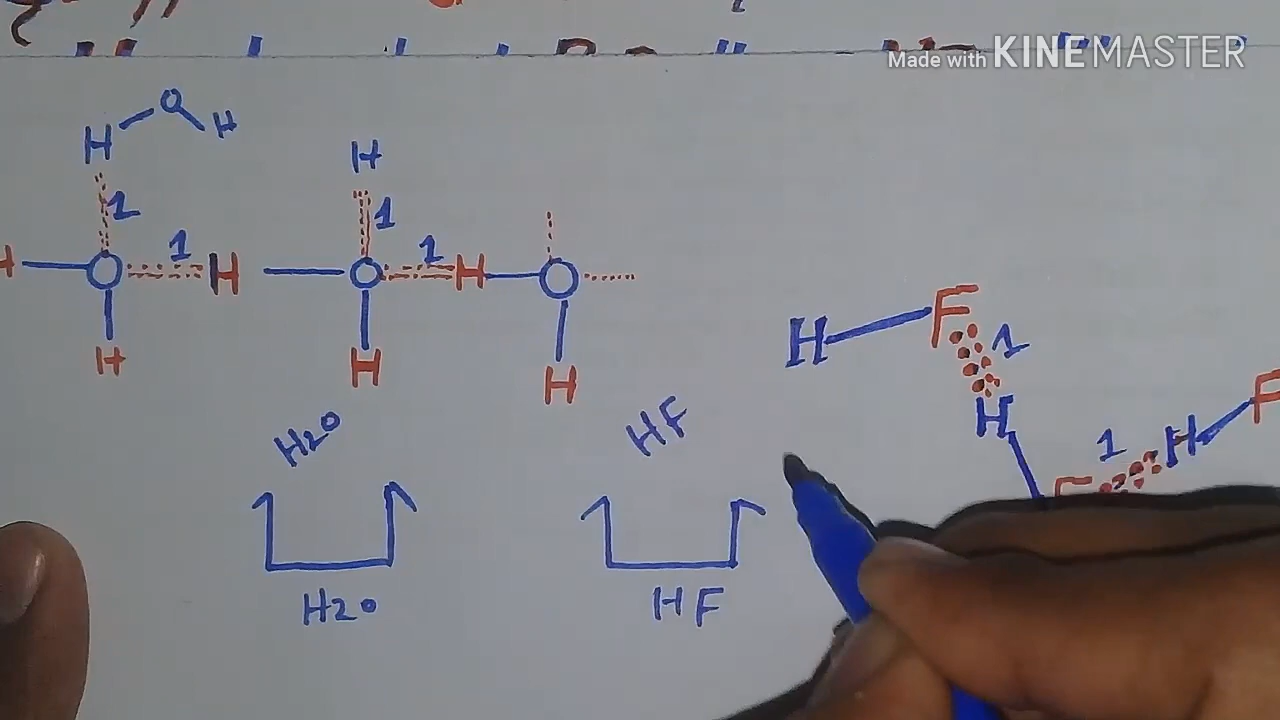 Made with KINEMASTER
O
H H
H
1 1
1 1
H O H O H O
H H H
H F
1
H
1 H F
F
H2O HF
H2O HF